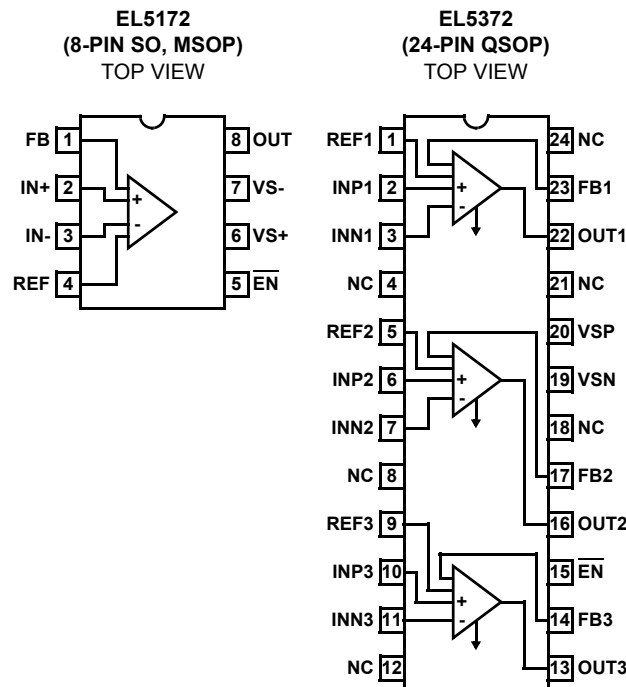 EL5172
(8-PIN SO, MSOP)
TOP VIEW
FB 1
8 OUT
IN+ 2
+
7 VS-
IN- 3
-
6 VS+
REF 4
5 EN
EL5372
(24-PIN QSOP)
TOP VIEW
REF1 1
24 NC
INP1 2
+
23 FB1
INN1 3
-
22 OUT1
NC 4
21 NC
REF2 5
20 VSP
INP2 6
+
19 VSN
INN2 7
-
18 NC
NC 8
17 FB2
REF3 9
16 OUT2
INP3 10
15 EN
INN3 11
+
-
14 FB3
NC 12
13 OUT3